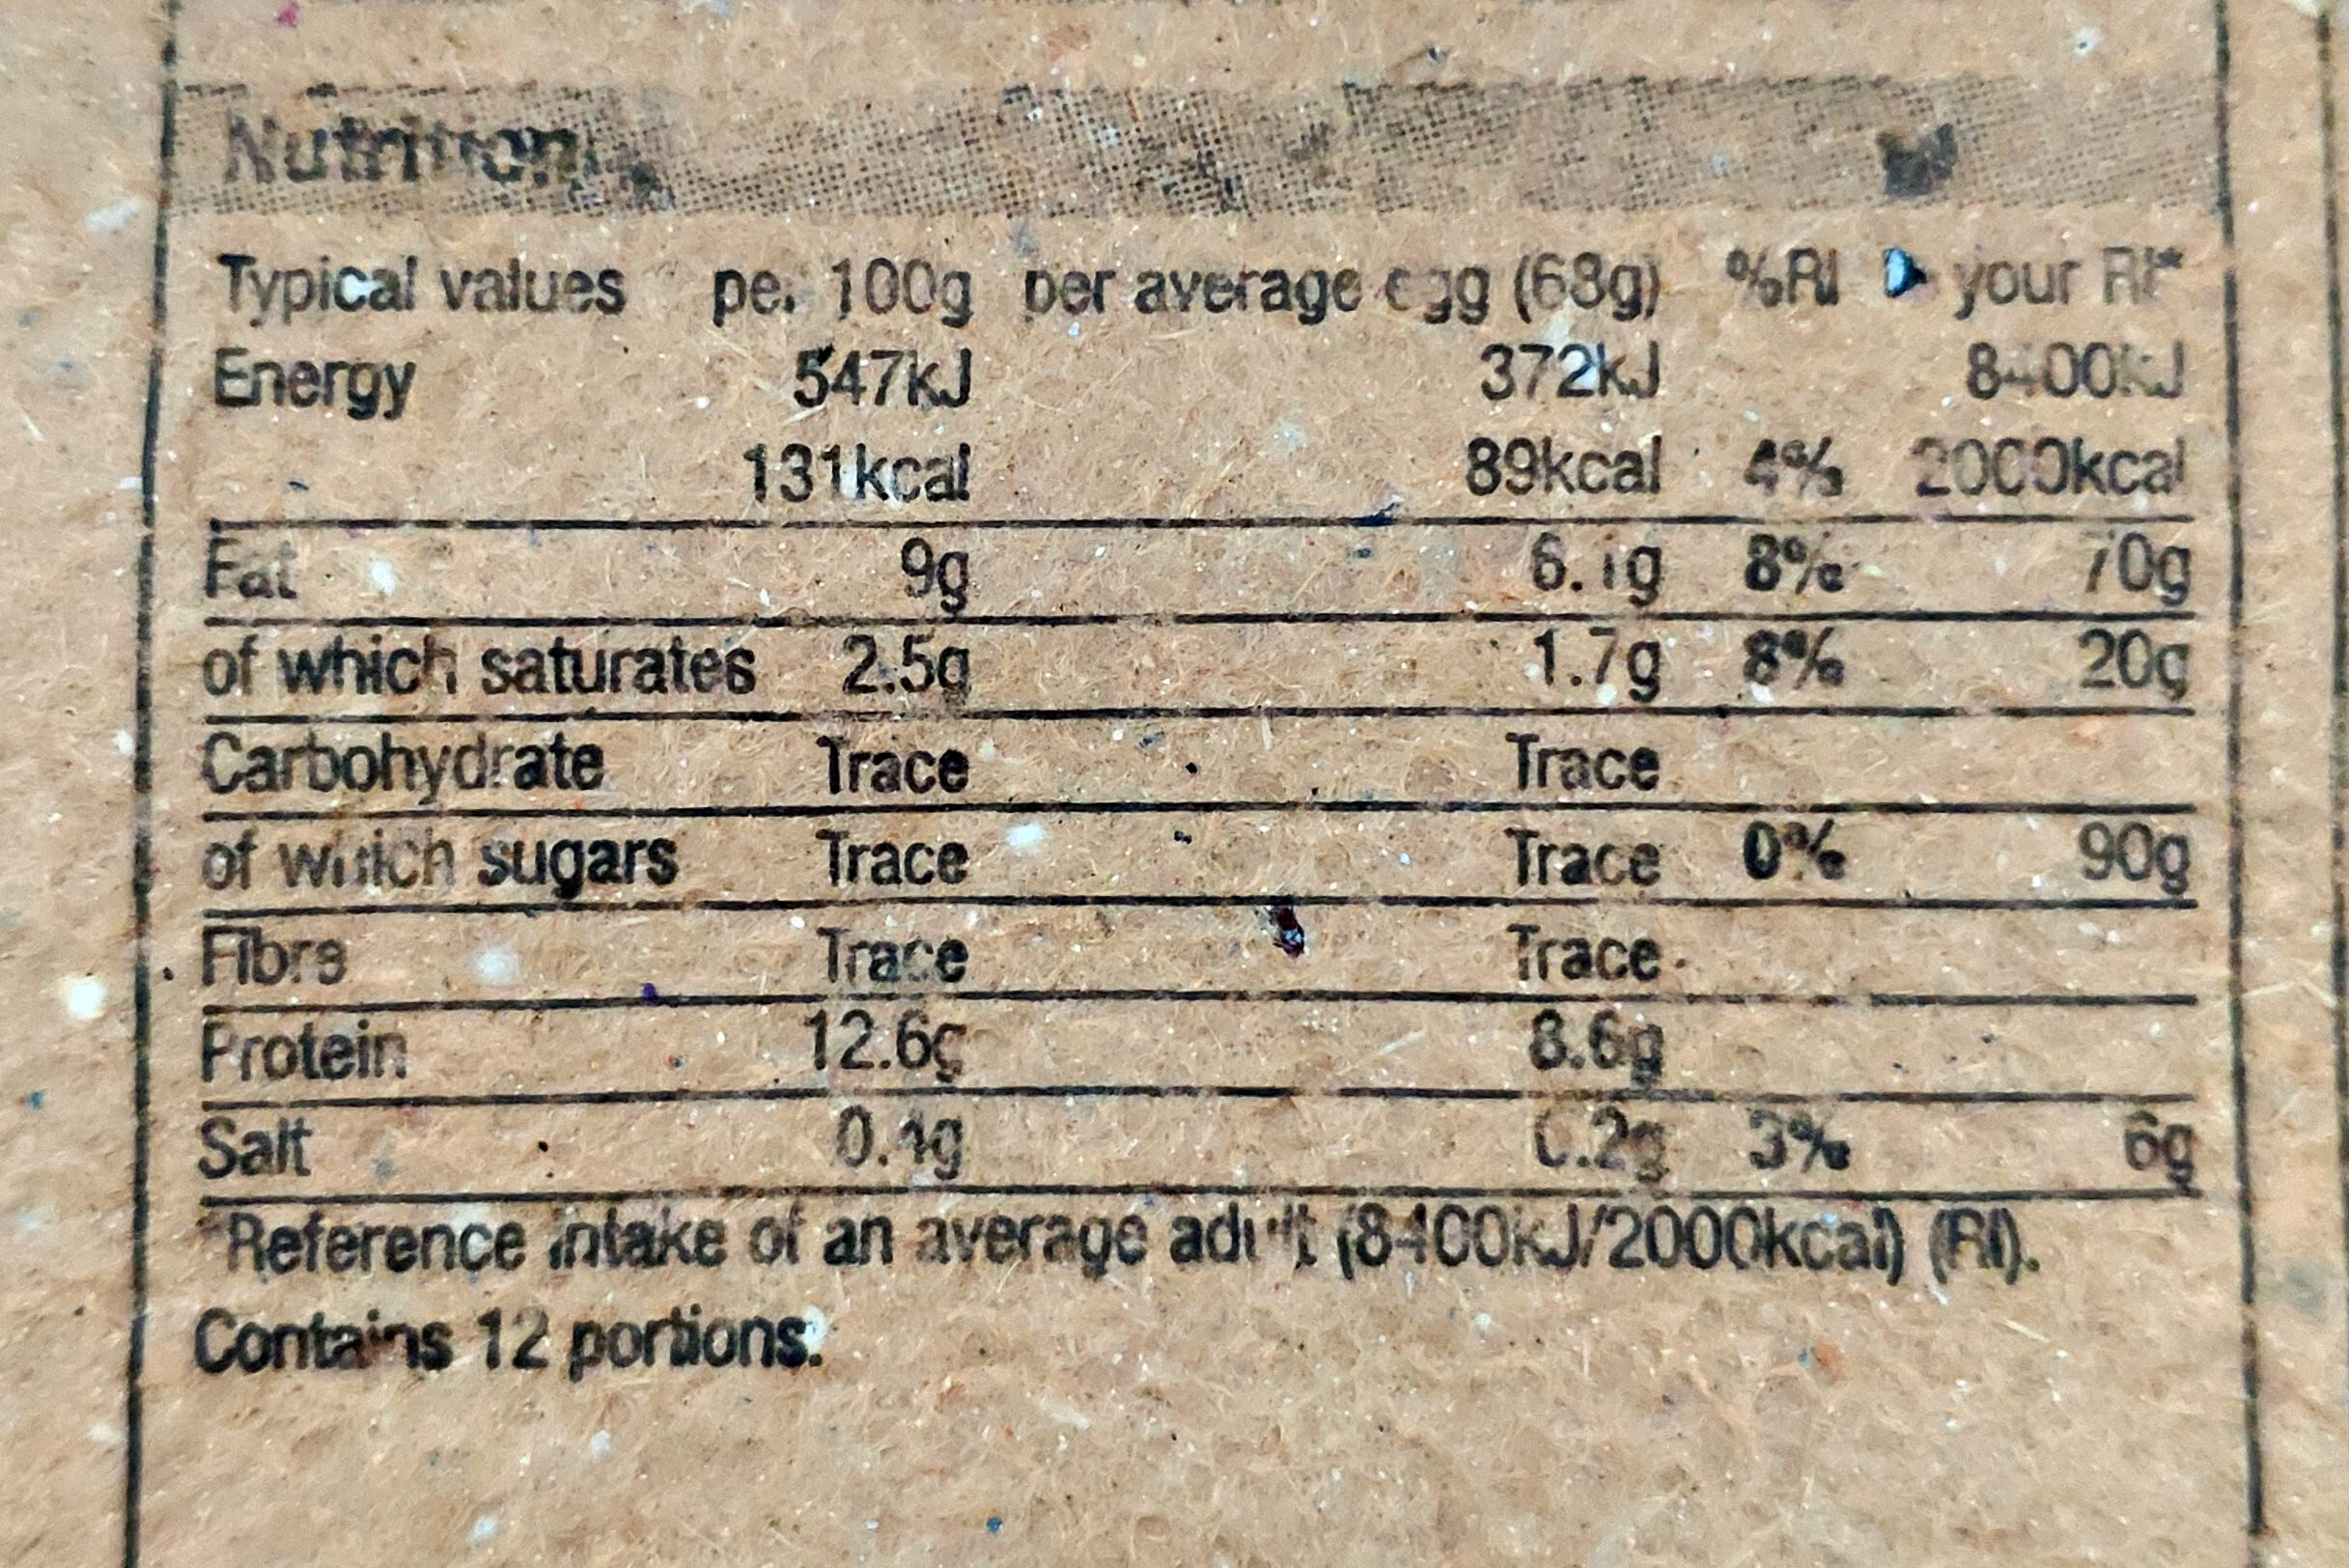 Nutrition
Typical values per 100g per average egg (68g) %RI your RI*
Energy 547kJ 372kJ 8400kJ
131kcal 89kcal 4% 2000kcal
Fat 9g 6.1g 8% 70g
of which saturates 2.5g 1.7g 8% 20g
Carbohydrate Trace Trace
of which sugars Trace Trace 0% 90g
Fibre Trace Trace
Protein 12.6g 8.6g
Salt 0.2g 3% 6g
*Reference intake of an average adult (8400kJ/2000kcal) (RI).
Contains 12 portions.